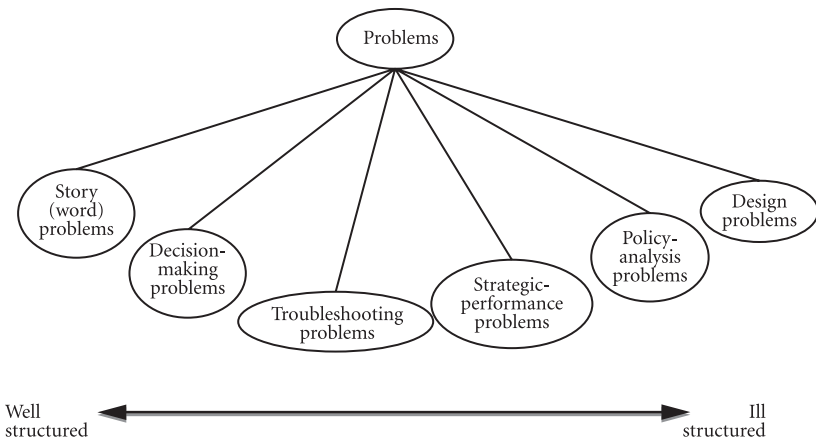 Problems
Story
(word)
problems
Decision-
making
problems
Troubleshooting
problems
Strategic-
performance
problems
Policy-
analysis
problems
Design
problems
Well
structured
Ill
structured